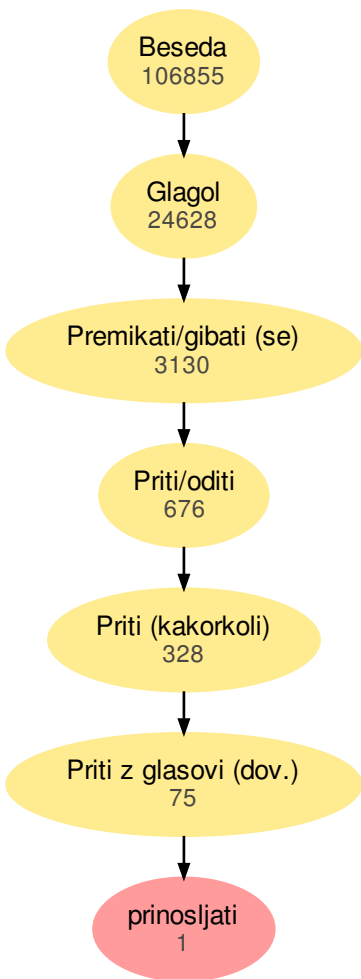 Beseda
106855
Glagol
24628
Premikati/gibati (se)
3130
Priti/oditi
676
Priti (kakorkoli)
328
Priti z glasovi (dov.)
75
prinosljati
1